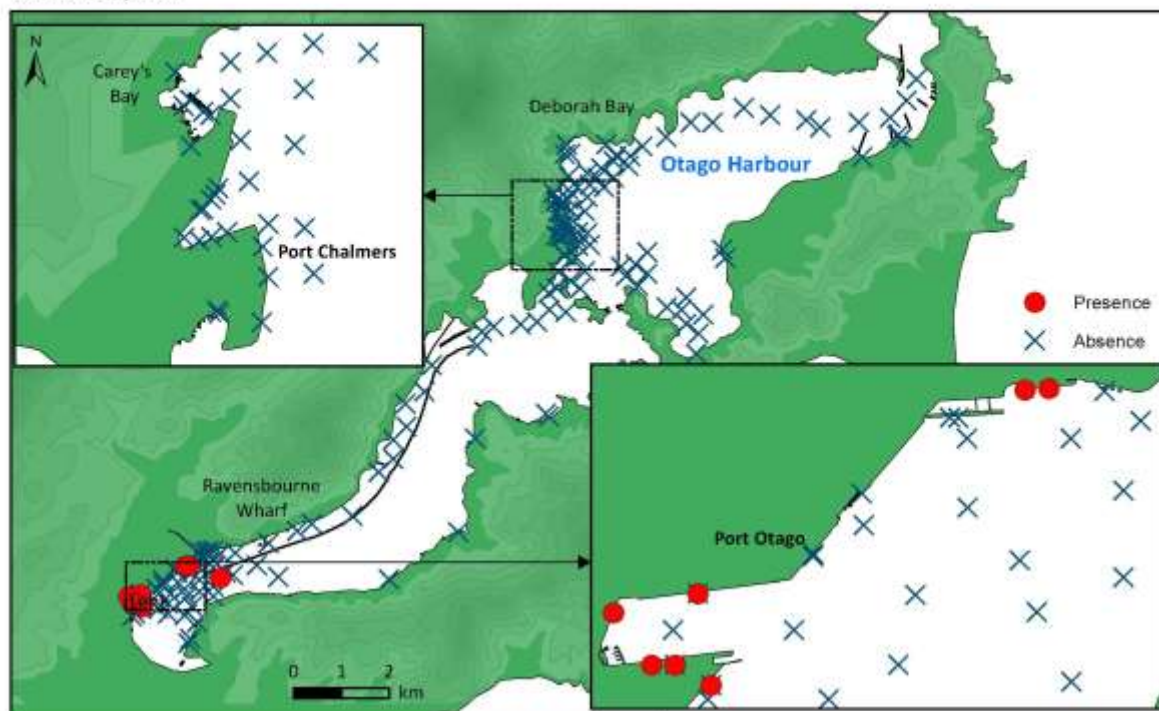 N
Carey's
Bay
Port Chalmers
Deborah Bay
Otago Harbour
Presence
Absence
Ravensbourne
Wharf
Port Otago
0 1 2
km